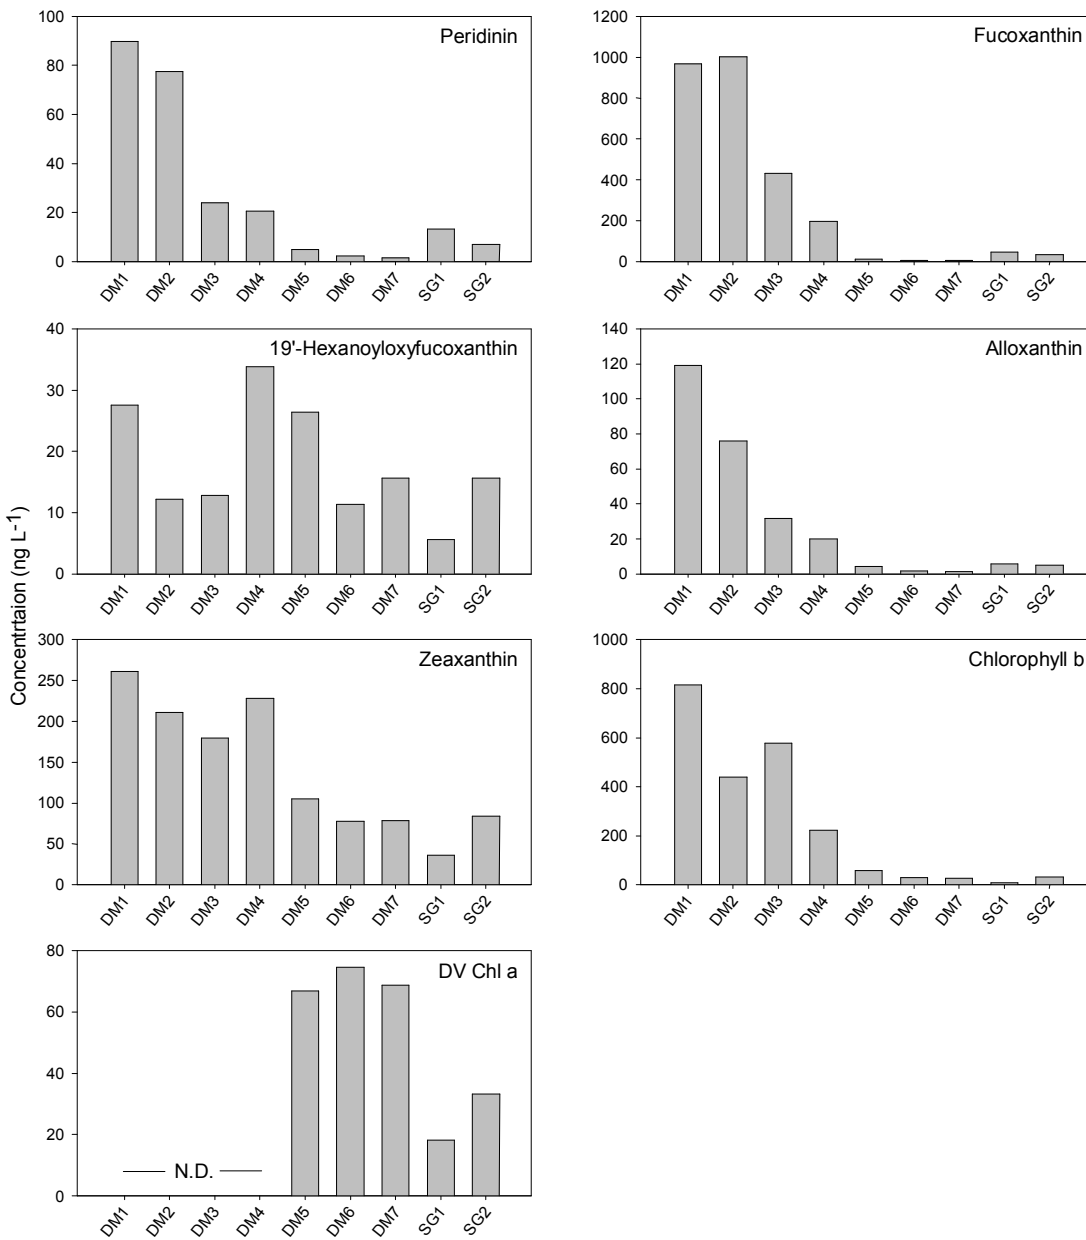 Concentrtaion (ng L-1)
Peridinin
100
80
60
40
20
0
DM1 DM2 DM3 DM4 DM5 DM6 DM7 SG1 SG2
Fucoxanthin
1200
1000
800
600
400
200
0
DM1 DM2 DM3 DM4 DM5 DM6 DM7 SG1 SG2
19'-Hexanoyloxyfucoxanthin
40
30
20
10
0
DM1 DM2 DM3 DM4 DM5 DM6 DM7 SG1 SG2
Alloxanthin
140
120
100
80
60
40
20
0
DM1 DM2 DM3 DM4 DM5 DM6 DM7 SG1 SG2
Zeaxanthin
300
250
200
150
100
50
0
DM1 DM2 DM3 DM4 DM5 DM6 DM7 SG1 SG2
Chlorophyll b
1000
800
600
400
200
0
DM1 DM2 DM3 DM4 DM5 DM6 DM7 SG1 SG2
DV Chl a
80
60
40
20
0
N.D.
DM1 DM2 DM3 DM4 DM5 DM6 DM7 SG1 SG2